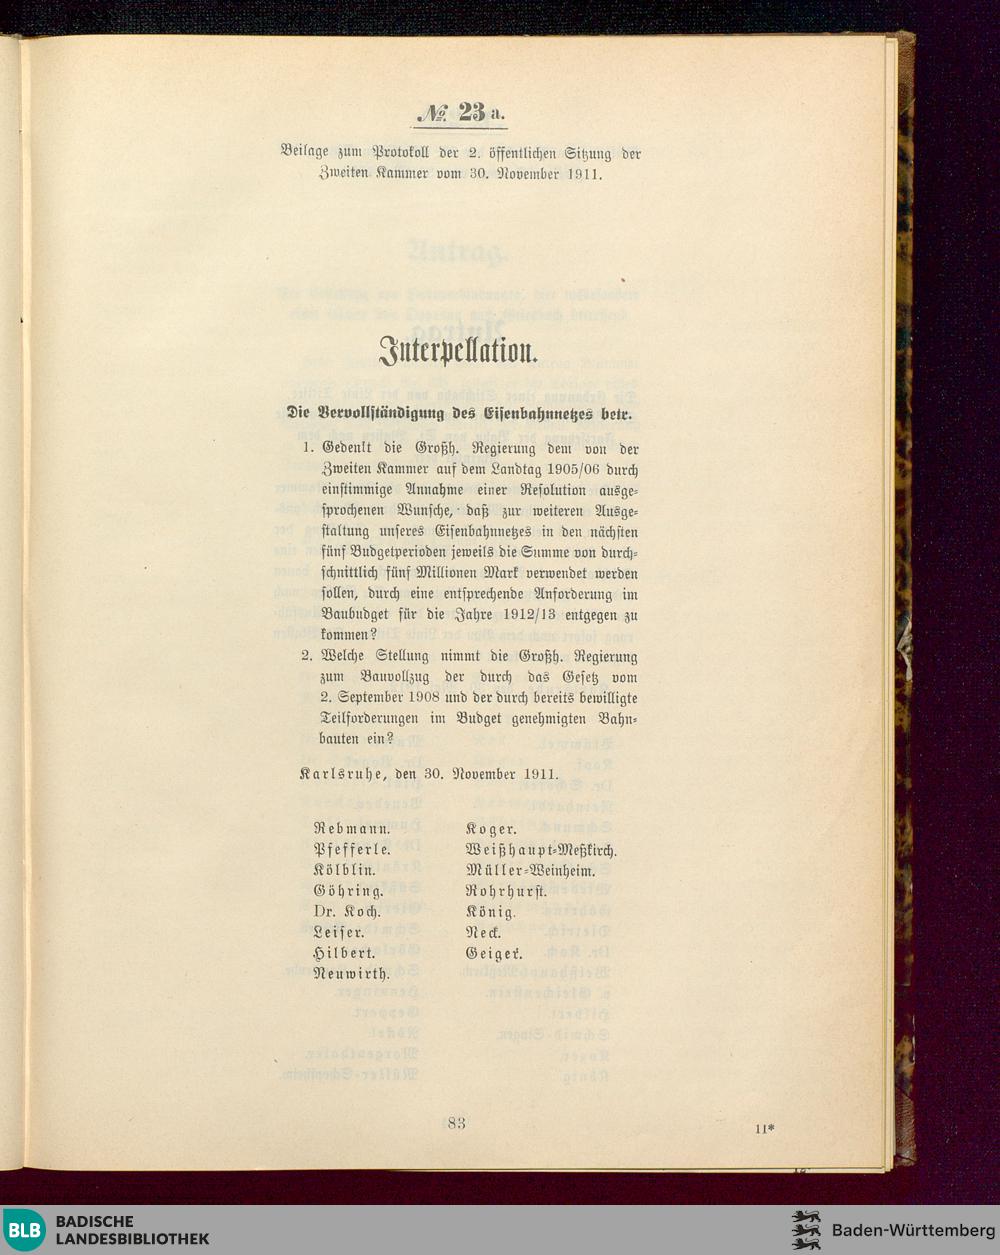 No. 23 a.
Beilage zum Protokoll der 2. öffentlichen Sitzung der
Zweiten Kammer vom 30. November 1911.
Interpellation.
Die Vervollständigung des Eisenbahnnetzes betr.
1. Gedenkt die Großh. Regierung dem von der
Zweiten Kammer auf dem Landtag 1905/06 durch
einstimmige Annahme einer Resolution ausge-
sprochenen Wunsche, daß zur weiteren Ausge-
staltung unseres Eisenbahnnetzes in den nächsten
fünf Budgetperioden jeweils die Summe von durch-
schnittlich fünf Millionen Mark verwendet werden
sollen, durch eine entsprechende Anforderung im
Baubudget für die Jahre 1912/13 entgegen zu
kommen?
2. Welche Stellung nimmt die Großh. Regierung
zum Bauvollzug der durch das Gesetz vom
2. September 1908 und der durch bereits bewilligte
Teilforderungen im Budget genehmigten Bahn-
bauten ein?
Karlsruhe, den 30. November 1911.
Rebmann.
Pfefferle.
Kölblin.
Göhring.
Dr. Koch.
Leiser.
Hilbert.
Neuwirth.
Koger.
Weißhaupt-Meßkirch.
Müller-Weinheim.
Rohrhurst.
König.
Neck.
Geiger.
83
11*
BLB
BADISCHE
LANDESBIBLIOTHEK
Baden-Württemberg